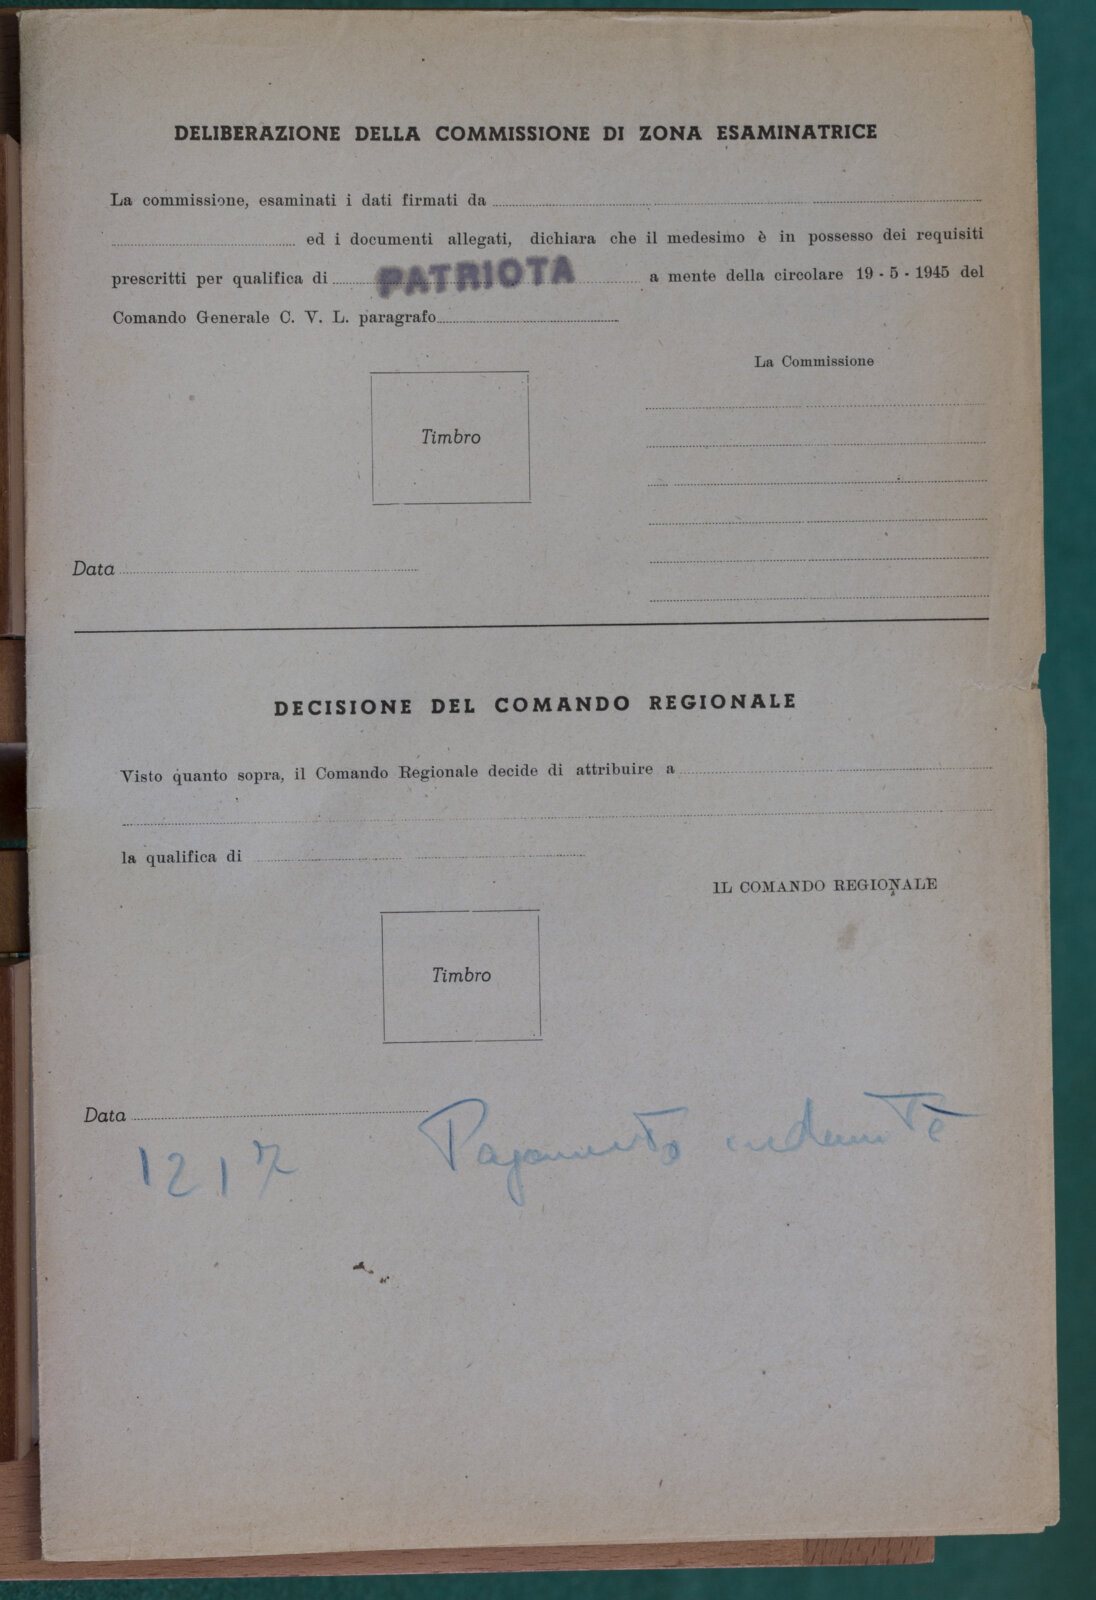 DELIBERAZIONE DELLA COMMISSIONE DI ZONA ESAMINATRICE
La commissione, esaminati i dati firmati da
ed i documenti allegati, dichiara che il medesimo è in possesso dei requisiti
prescritti per qualifica di PATRIOTA a mente della circolare 19 - 5 - 1945 del
Comando Generale C. V. L. paragrafo
La Commissione
Timbro
Data
DECISIONE DEL COMANDO REGIONALE
Visto quanto sopra, il Comando Regionale decide di attribuire a
la qualifica di
IL COMANDO REGIONALE
Timbro
Data
1217 Pagamento indennità